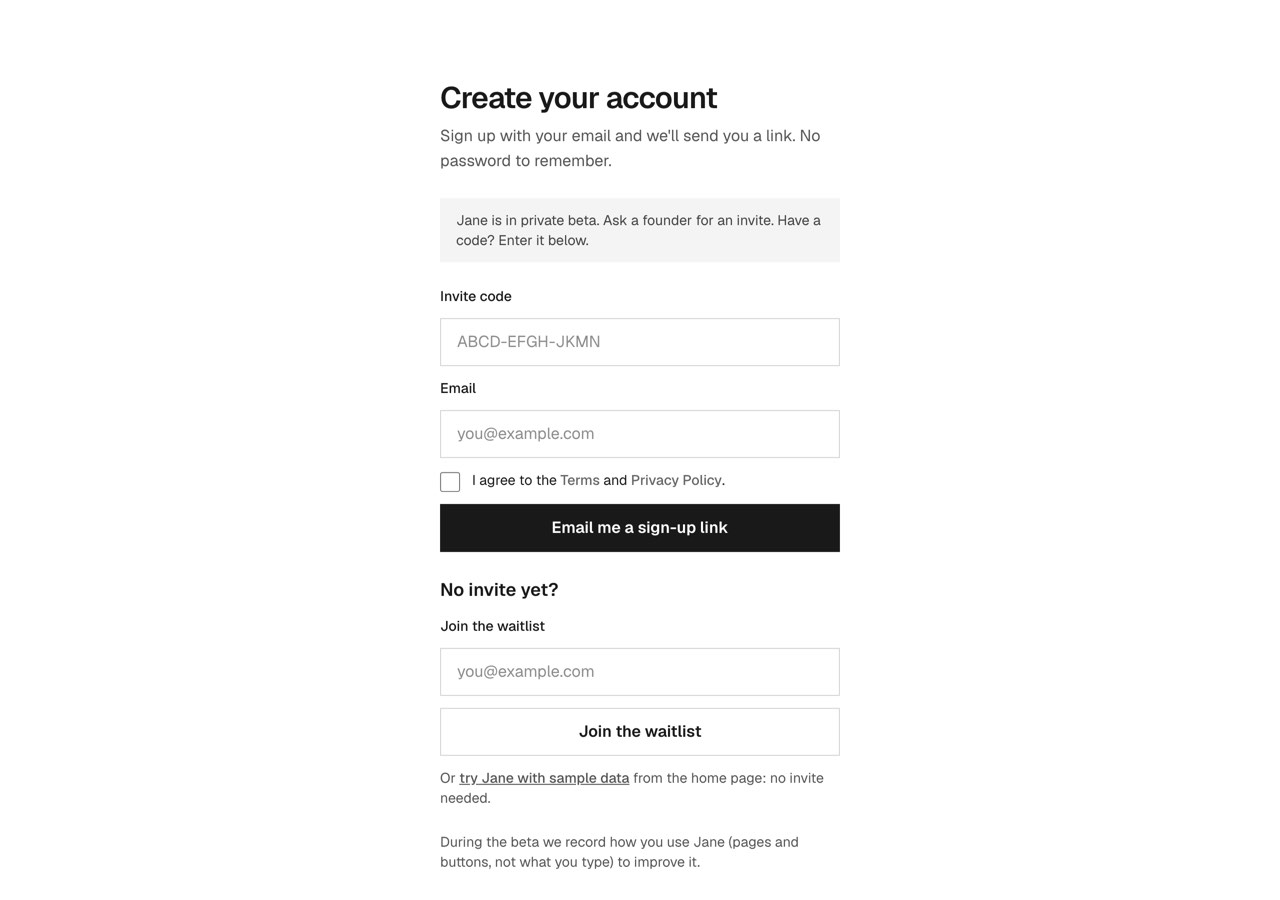 Create your account
Sign up with your email and we'll send you a link. No
password to remember.
Jane is in private beta. Ask a founder for an invite. Have a
code? Enter it below.
Invite code
ABCD-EFGH-JKMN
Email
you@example.com
I agree to the Terms and Privacy Policy.
Email me a sign-up link
No invite yet?
Join the waitlist
you@example.com
Join the waitlist
Or try Jane with sample data from the home page: no invite
needed.
During the beta we record how you use Jane (pages and
buttons, not what you type) to improve it.